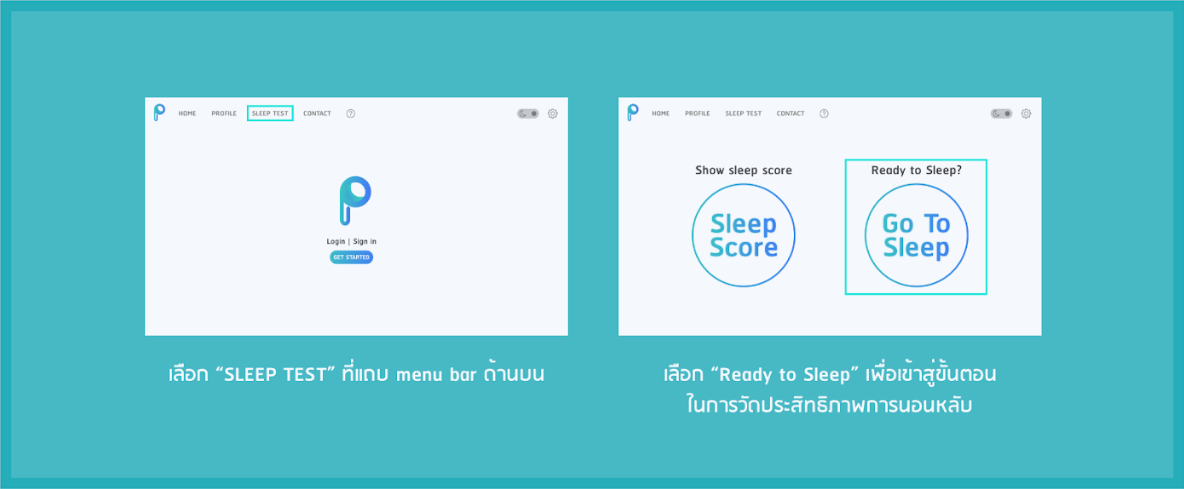 HOME PROFILE SLEEP TEST CONTACT ?
Login | Sign in
GET STARTED
เลือก “SLEEP TEST” ที่แถบ menu bar ด้านบน
HOME PROFILE SLEEP TEST CONTACT ?
Show sleep score
Sleep
Score
Ready to Sleep?
Go To
Sleep
เลือก “Ready to Sleep” เพื่อเข้าสู่ขั้นตอน
ในการวัดประสิทธิภาพการนอนหลับ